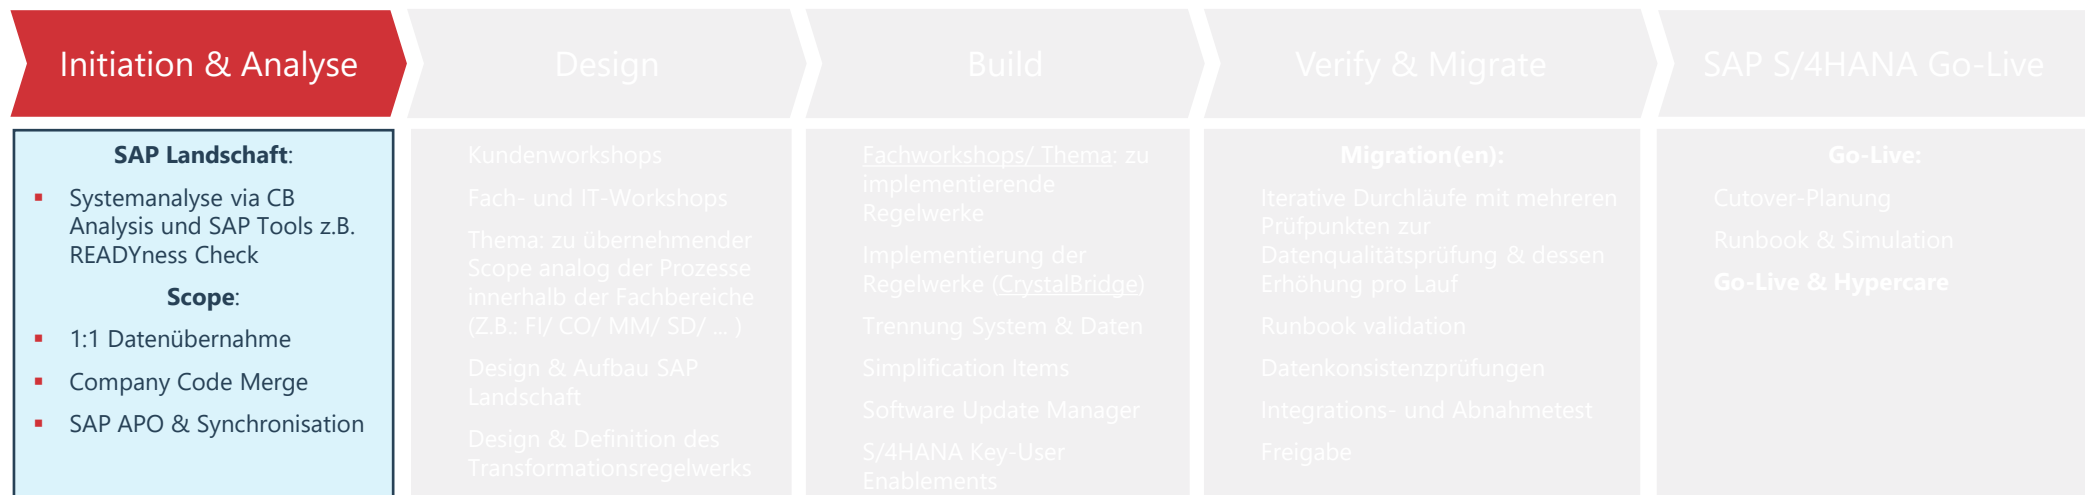 Initiation & Analyse
Design
Build
Verify & Migrate
SAP S/4HANA Go-Live
SAP Landschaft:
Systemanalyse via CB
Analysis und SAP Tools z.B.
READYness Check
Scope:
1:1 Datenübernahme
Company Code Merge
SAP APO & Synchronisation
Kundenworkshops
Fach- und IT-Workshops
Thema: zu übernehmender
Scope analog der Prozesse
innerhalb der Fachbereiche
(Z.B.: FI/ CO/ MM/ SD/ ... )
Design & Aufbau SAP
Landschaft
Design & Definition des
Transformationsregelwerks
Fachworkshops/ Thema: zu
implementierende
Regelwerke
Implementierung der
Regelwerke (CrystalBridge)
Trennung System & Daten
Simplification Items
Software Update Manager
S/4HANA Key-User
Enablements
Migration(en):
Iterative Durchläufe mit mehreren
Prüfpunkten zur
Datenqualitätsprüfung & dessen
Erhöhung pro Lauf
Runbook validation
Datenkonsistenzprüfungen
Integrations- und Abnahmetest
Freigabe
Go-Live:
Cutover-Planung
Runbook & Simulation
Go-Live & Hypercare